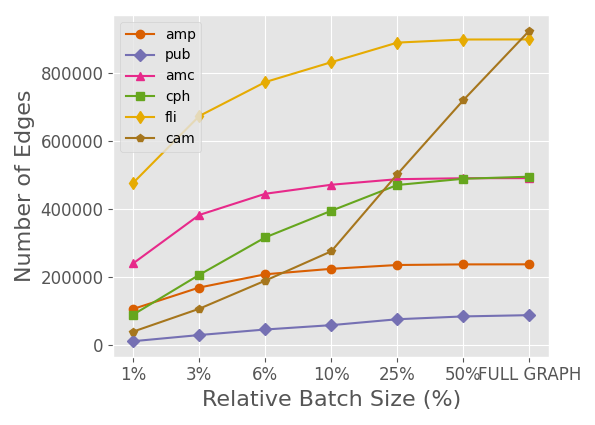 amp
pub
amc
cph
fli
cam
Number of Edges
800000
600000
400000
200000
0
1% 3% 6% 10% 25% 50% FULL GRAPH
Relative Batch Size (%)